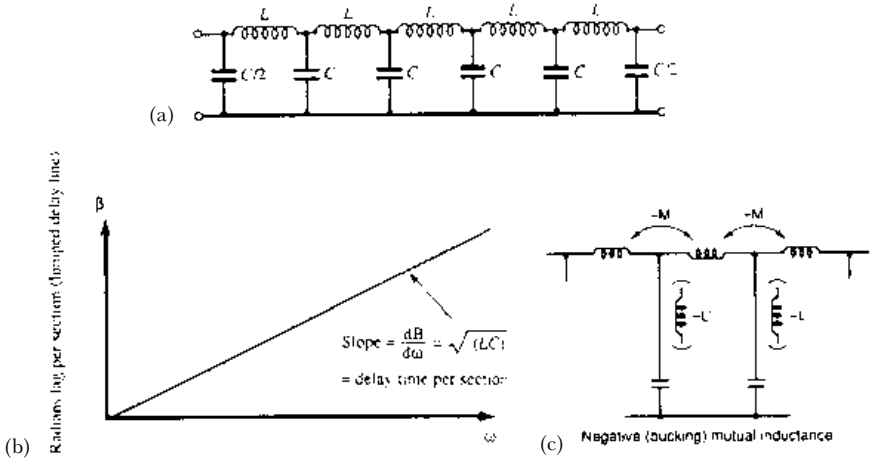 L L L L L
C/2 C C C C C/2
(a)
Radians lag per section (lumped delay line)
β
Slope = dB/dω = √(LC)
= delay time per section
ω
(b)
-M -M
-L' -L
(c)
Negative (bucking) mutual inductance